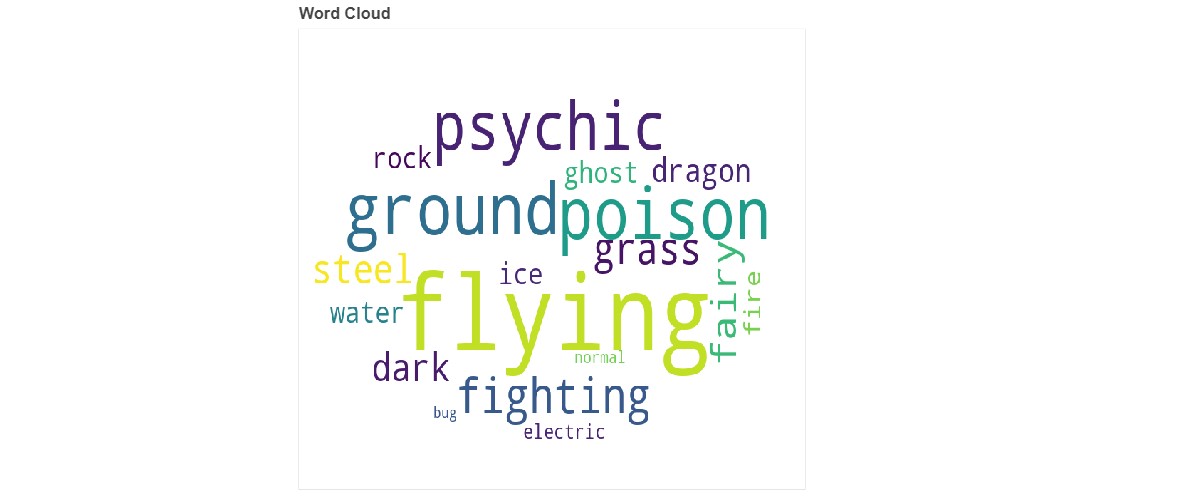 Word Cloud
psychic
rock
ghost
dragon
ground
poison
grass
steel
ice
fairy
fire
water
flying
normal
dark
fighting
bug
electric